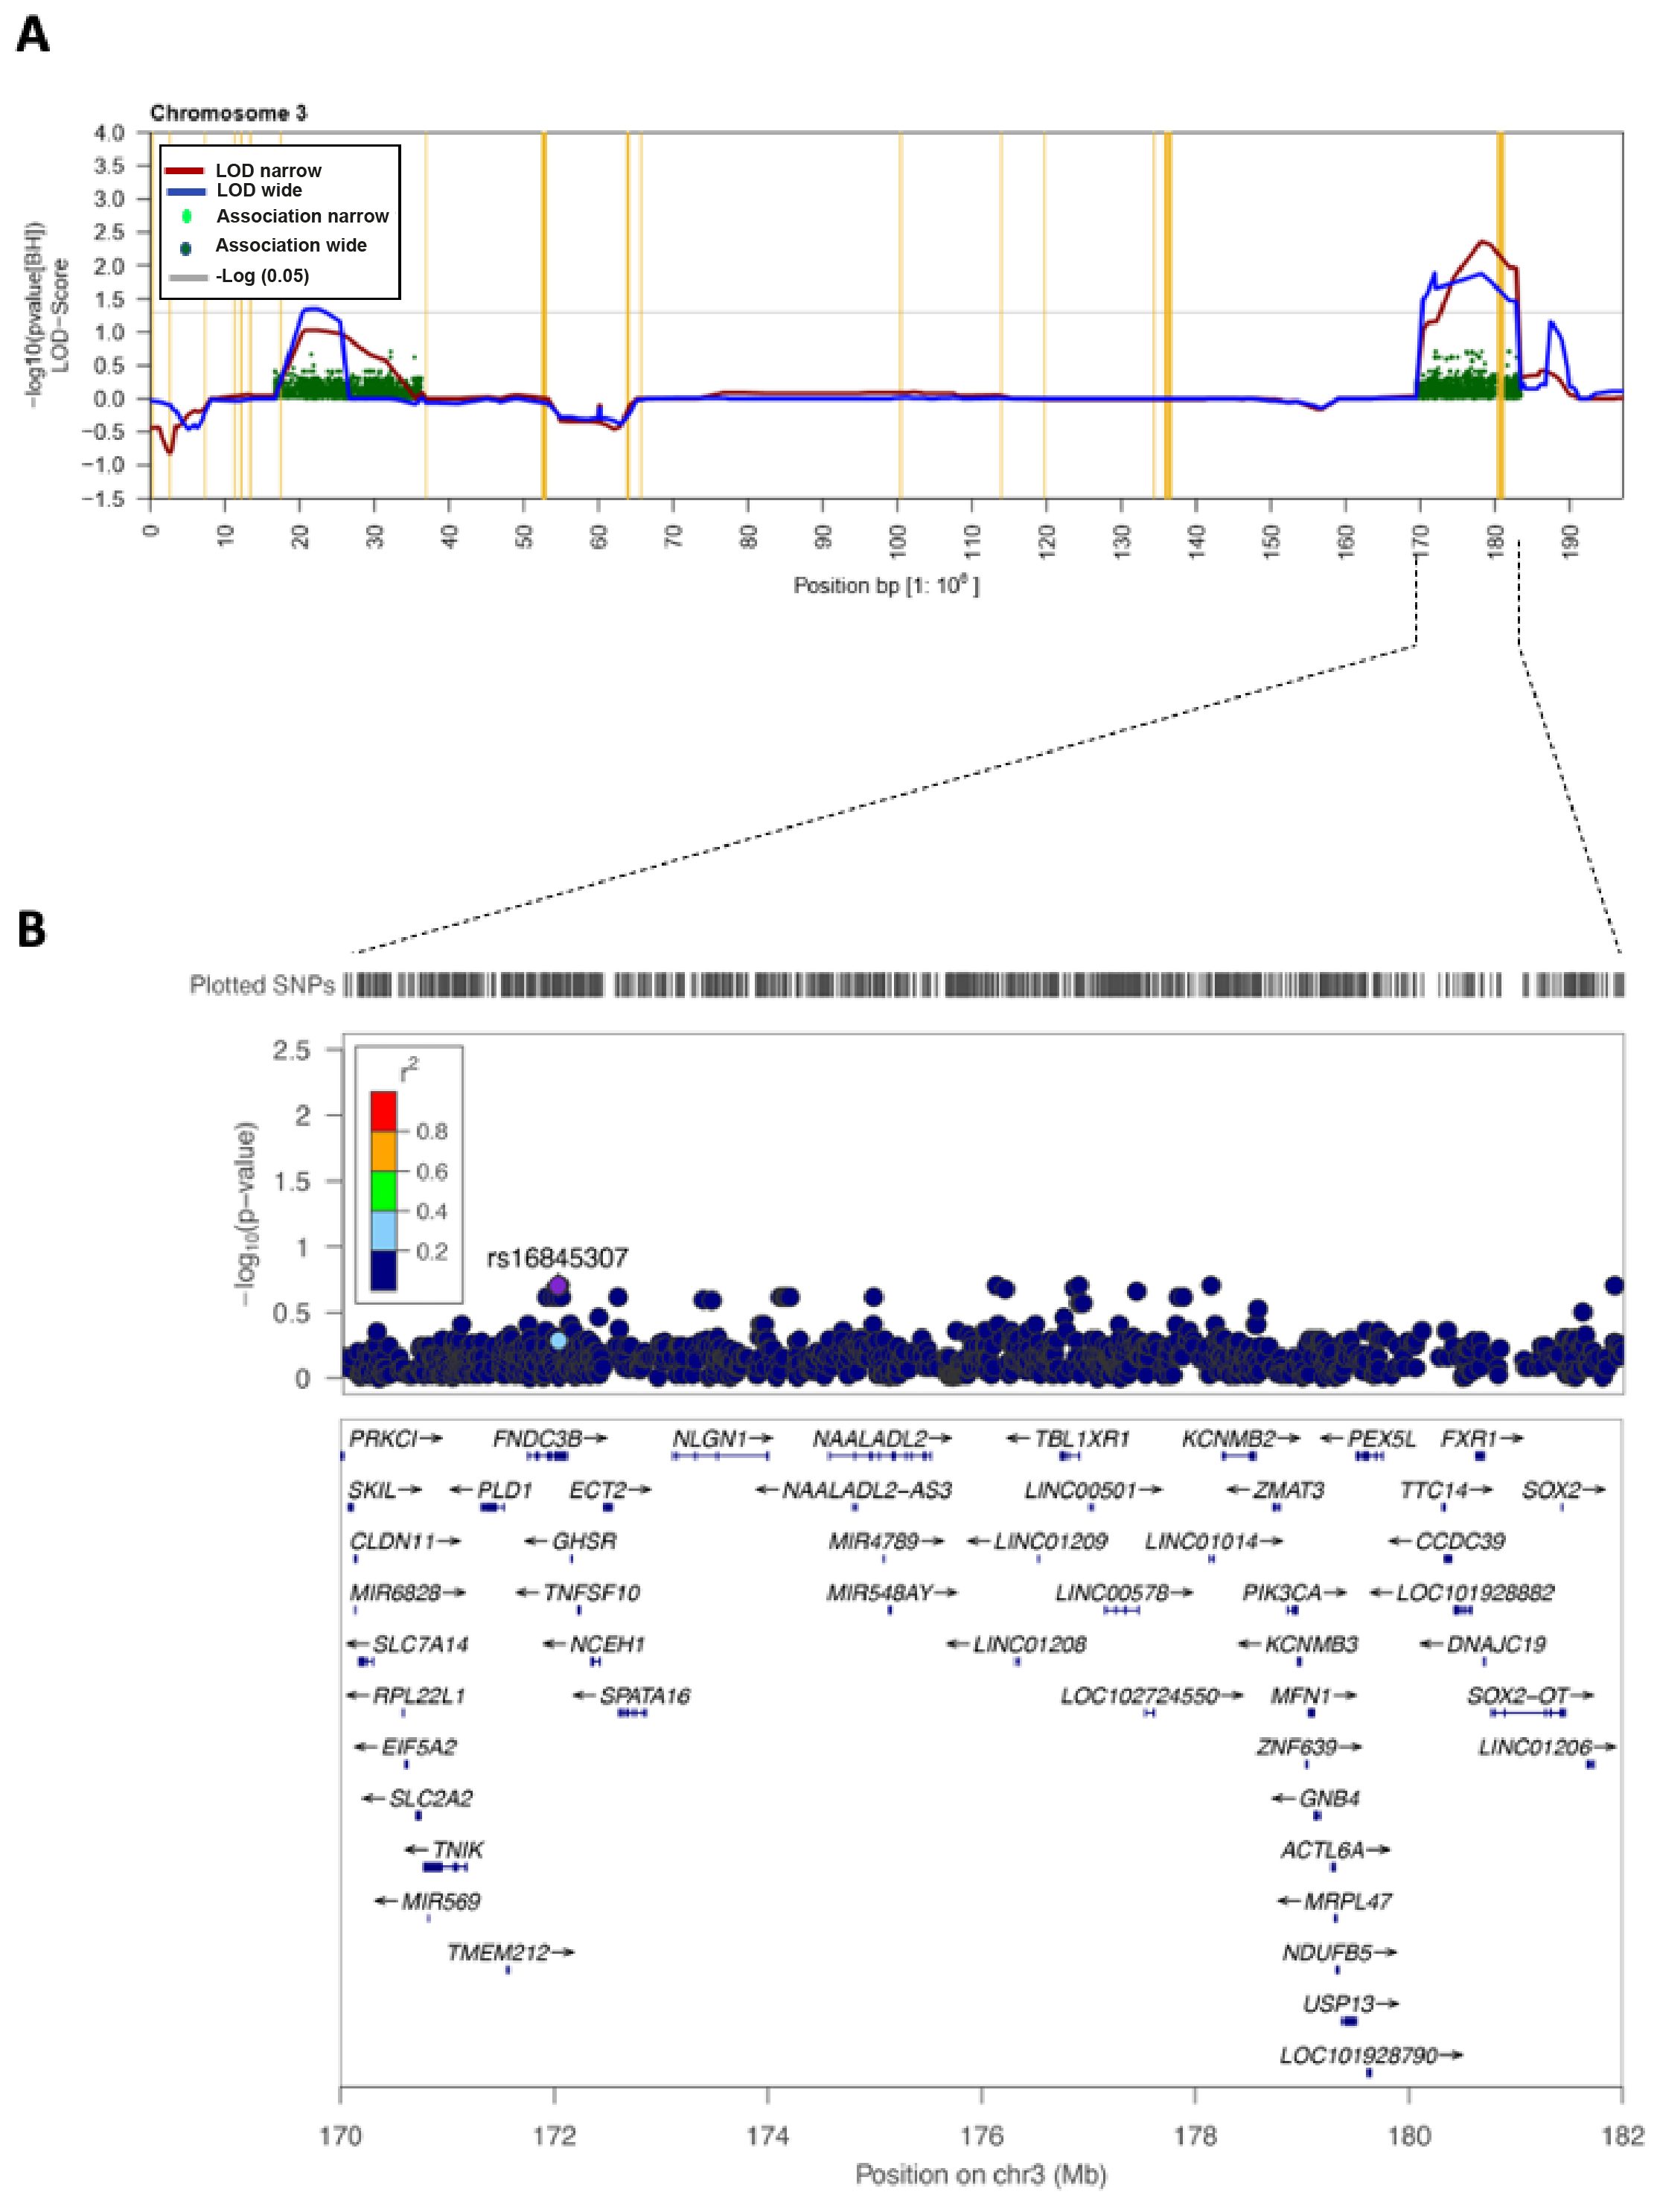 A
Chromosome 3
4.0
3.5
3.0
2.5
2.0
1.5
1.0
0.5
0.0
−0.5
−1.0
−1.5
−log10(pvalue[BH])
LOD−Score
LOD narrow
LOD wide
Association narrow
Association wide
-Log (0.05)
0 10 20 30 40 50 60 70 80 90 100 110 120 130 140 150 160 170 180 190
Position bp [1: 10⁶ ]
B
Plotted SNPs
2.5
2
1.5
1
0.5
0
−log₁₀(p−value)
r²
0.8
0.6
0.4
0.2
rs16845307
PRKCI→ FNDC3B→ NLGN1→ NAALADL2→ ←TBL1XR1 KCNMB2→ ←PEX5L FXR1→
SKIL→ ←PLD1 ECT2→ ←NAALADL2−AS3 LINC00501→ ←ZMAT3 TTC14→ SOX2→
CLDN11→ ←GHSR MIR4789→ ←LINC01209 LINC01014→ ←CCDC39
MIR6828→ ←TNFSF10 MIR548AY→ LINC00578→ PIK3CA→ ←LOC101928882
←SLC7A14 ←NCEH1 ←LINC01208 ←KCNMB3 ←DNAJC19
←RPL22L1 ←SPATA16 LOC102724550→ MFN1→ SOX2−OT→
←EIF5A2 ZNF639→ LINC01206→
←SLC2A2 ←GNB4
←TNIK ACTL6A→
←MIR569 ←MRPL47
TMEM212→ NDUFB5→
USP13→
LOC101928790→
170 172 174 176 178 180 182
Position on chr3 (Mb)